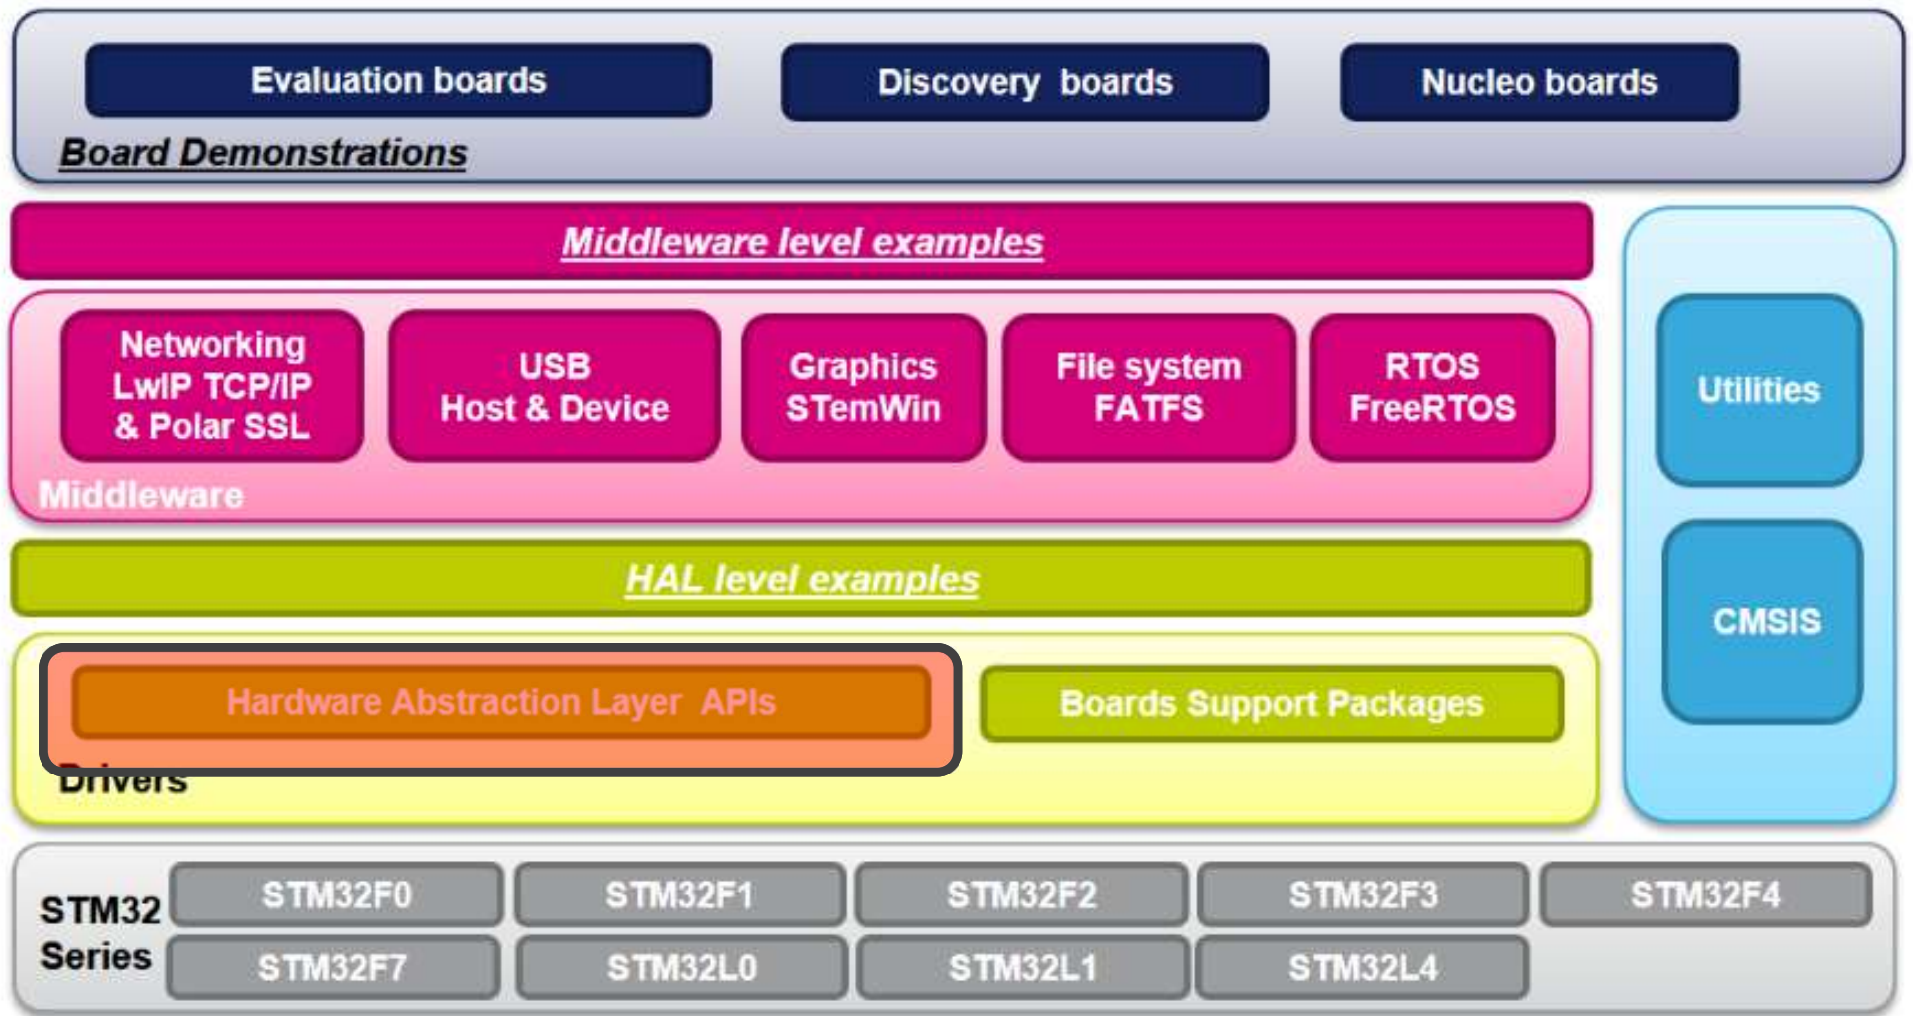 Evaluation boards
Discovery boards
Nucleo boards
Board Demonstrations
Middleware level examples
Networking
LwIP TCP/IP
& Polar SSL
USB
Host & Device
Graphics
STemWin
File system
FATFS
RTOS
FreeRTOS
Middleware
Utilities
HAL level examples
CMSIS
Hardware Abstraction Layer APIs
Boards Support Packages
Drivers
STM32
Series
STM32F0
STM32F1
STM32F2
STM32F3
STM32F4
STM32F7
STM32L0
STM32L1
STM32L4